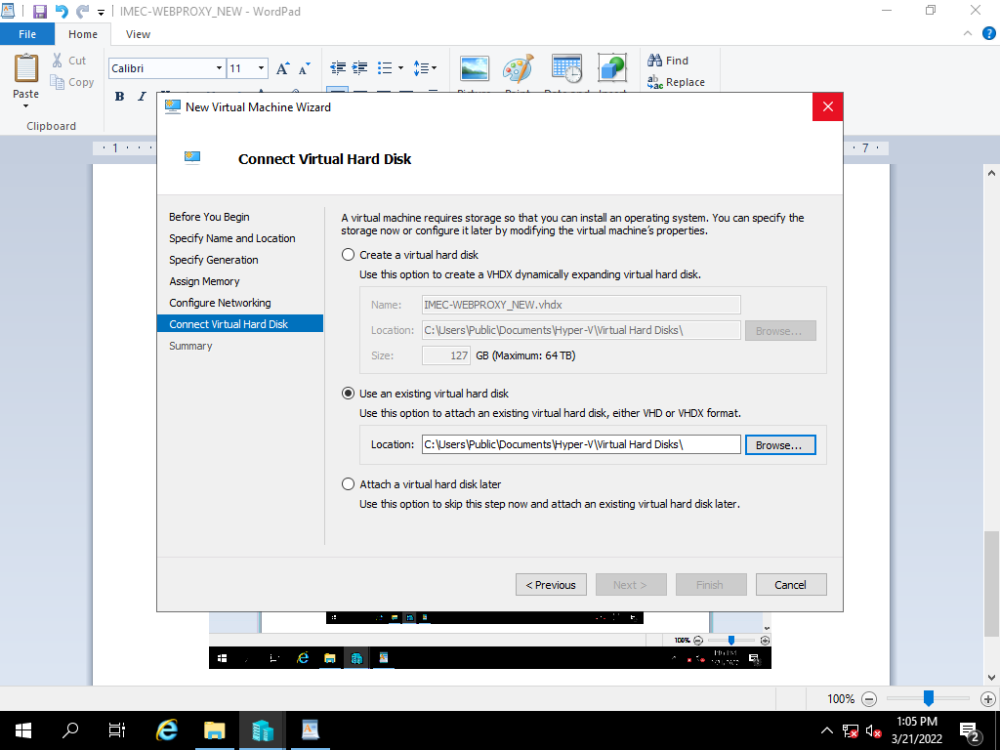 IMEC-WEBPROXY_NEW - WordPad
File Home View
Paste
Cut
Copy
Clipboard
Calibri 11
B I
Find
Replace
New Virtual Machine Wizard
1 7
Connect Virtual Hard Disk
Before You Begin
Specify Name and Location
Specify Generation
Assign Memory
Configure Networking
Connect Virtual Hard Disk
Summary
A virtual machine requires storage so that you can install an operating system. You can specify the
storage now or configure it later by modifying the virtual machine's properties.
Create a virtual hard disk
Use this option to create a VHDX dynamically expanding virtual hard disk.
Name: IMEC-WEBPROXY_NEW.vhdx
Location: C:\Users\Public\Documents\Hyper-V\Virtual Hard Disks\ Browse...
Size: 127 GB (Maximum: 64 TB)
Use an existing virtual hard disk
Use this option to attach an existing virtual hard disk, either VHD or VHDX format.
Location: C:\Users\Public\Documents\Hyper-V\Virtual Hard Disks\ Browse...
Attach a virtual hard disk later
Use this option to skip this step now and attach an existing virtual hard disk later.
< Previous Next > Finish Cancel
100%
100%
1:05 PM
3/21/2022
2